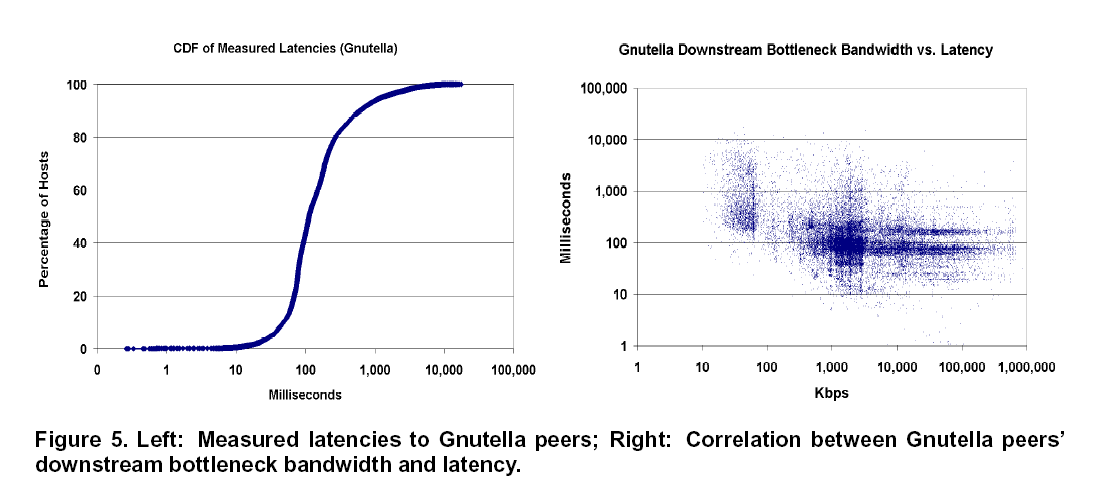 CDF of Measured Latencies (Gnutella)
Percentage of Hosts
100
80
60
40
20
0
0 1 10 100 1,000 10,000 100,000
Milliseconds
Gnutella Downstream Bottleneck Bandwidth vs. Latency
Milliseconds
100,000
10,000
1,000
100
10
1
1 10 100 1,000 10,000 100,000 1,000,000
Kbps
Figure 5. Left: Measured latencies to Gnutella peers; Right: Correlation between Gnutella peers’
downstream bottleneck bandwidth and latency.